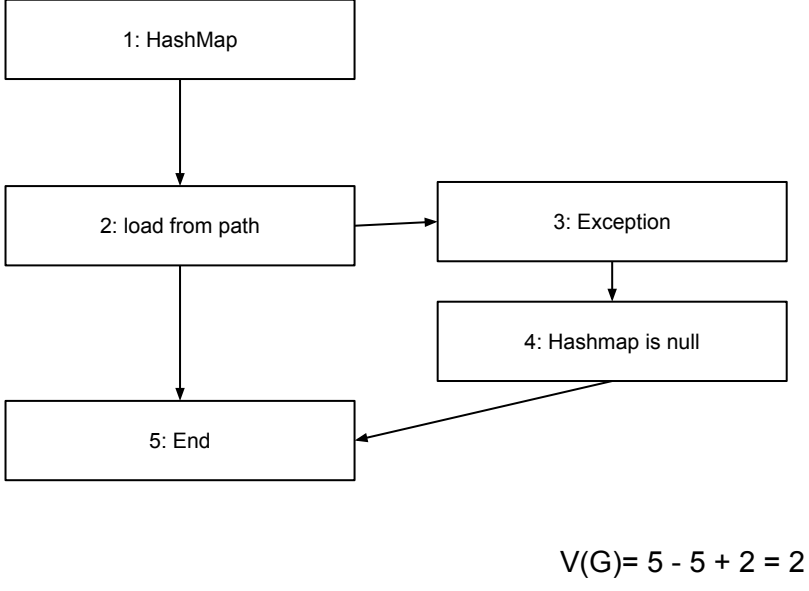 1: HashMap
2: load from path
3: Exception
4: Hashmap is null
5: End
V(G)= 5 - 5 + 2 = 2